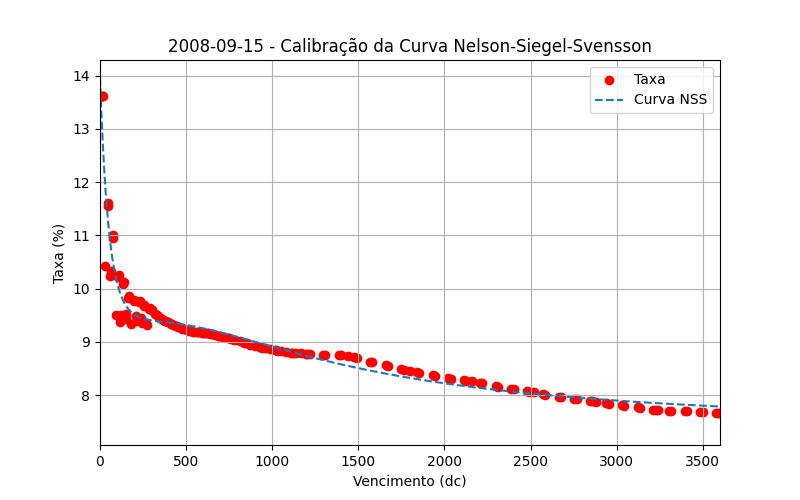 2008-09-15 - Calibração da Curva Nelson-Siegel-Svensson
Taxa
Curva NSS
Taxa (%)
14
13
12
11
10
9
8
0 500 1000 1500 2000 2500 3000 3500
Vencimento (dc)